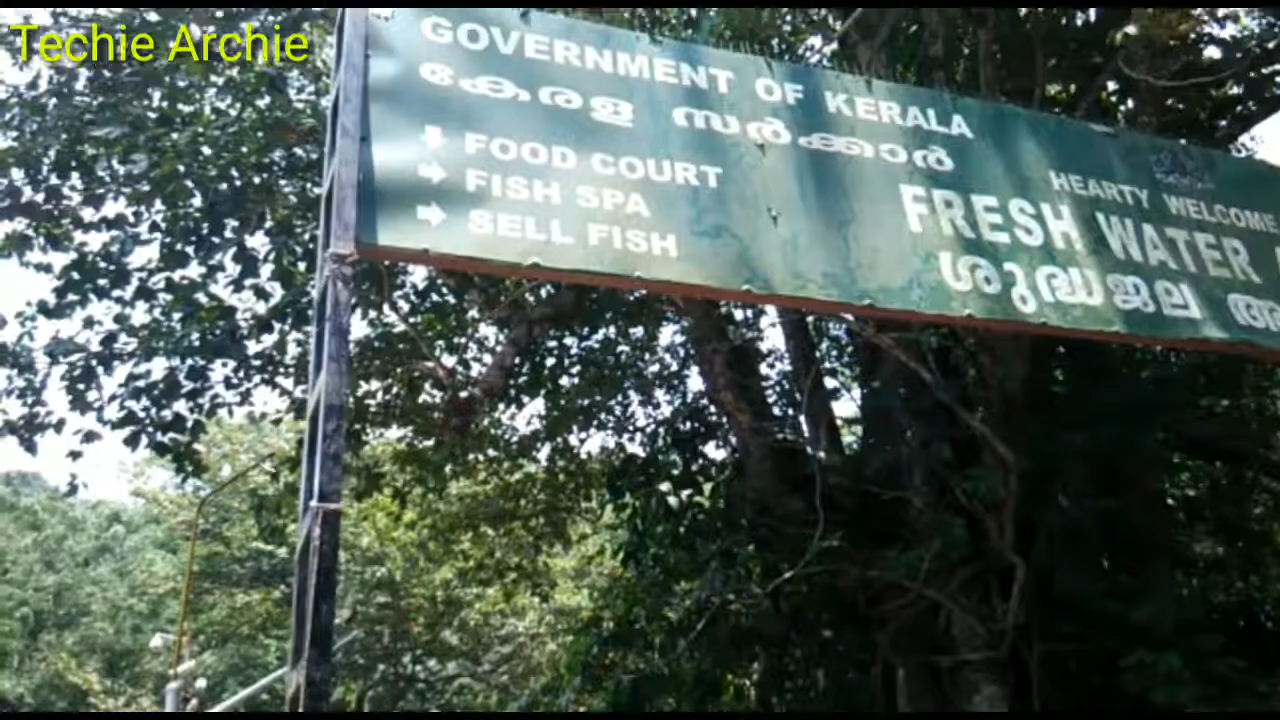 Techie Archie
GOVERNMENT OF KERALA
കേരള സർക്കാർ
FOOD COURT
FISH SPA
SELL FISH
HEARTY WELCOME
FRESH WATER
ശുദ്ധജല